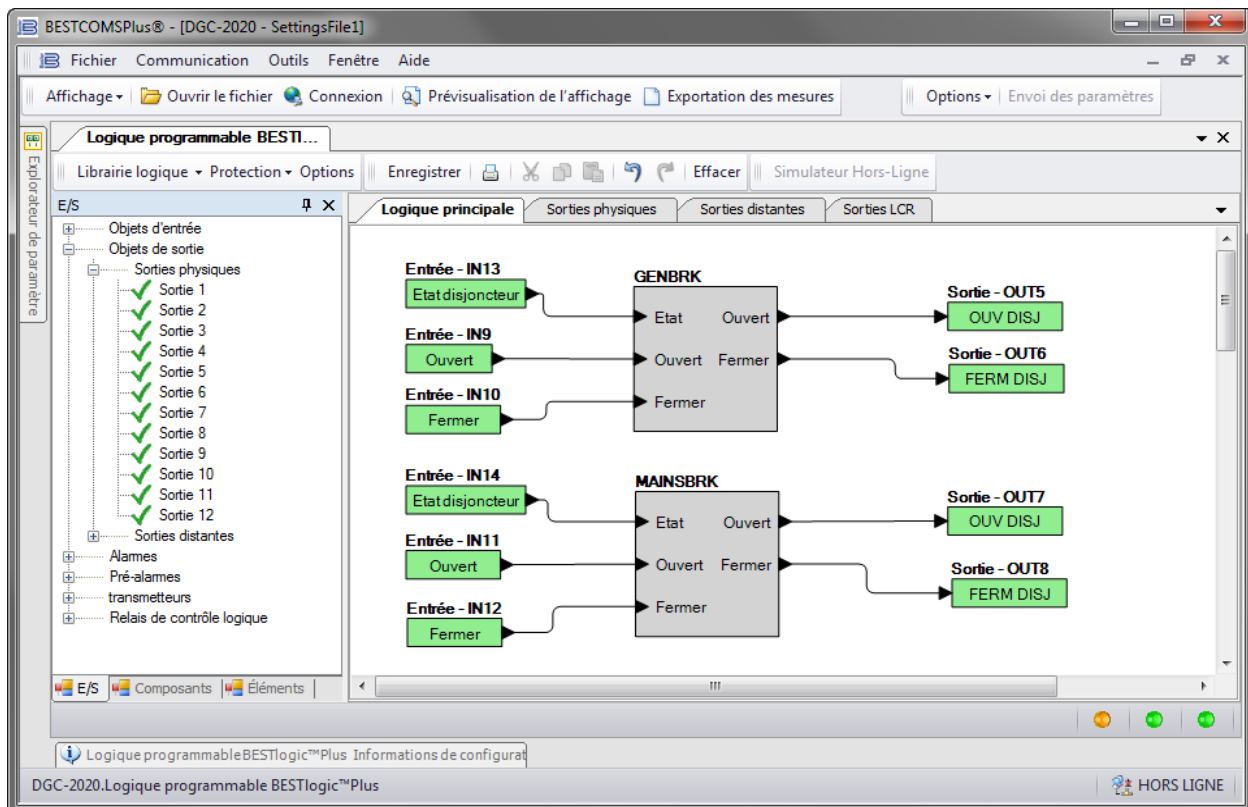 BESTCOMSPlus® - [DGC-2020 - SettingsFile1]
Fichier Communication Outils Fenêtre Aide
Affichage Ouvrir le fichier Connexion Prévisualisation de l'affichage Exportation des mesures Options Envoi des paramètres
Explorateur de paramètre
Logique programmable BESTl...
Librairie logique Protection Options Enregistrer Effacer Simulateur Hors-Ligne
E/S
Objets d'entrée
Objets de sortie
Sorties physiques
Sortie 1
Sortie 2
Sortie 3
Sortie 4
Sortie 5
Sortie 6
Sortie 7
Sortie 8
Sortie 9
Sortie 10
Sortie 11
Sortie 12
Sorties distantes
Alarmes
Pré-alarmes
transmetteurs
Relais de contrôle logique
E/S Composants Éléments
Logique principale Sorties physiques Sorties distantes Sorties LCR
Entrée - IN13
Etat disjoncteur
Entrée - IN9
Ouvert
Entrée - IN10
Fermer
GENBRK
Etat Ouvert
Ouvert Fermer
Fermer
Sortie - OUT5
OUV DISJ
Sortie - OUT6
FERM DISJ
Entrée - IN14
Etat disjoncteur
Entrée - IN11
Ouvert
Entrée - IN12
Fermer
MAINSBRK
Etat Ouvert
Ouvert Fermer
Fermer
Sortie - OUT7
OUV DISJ
Sortie - OUT8
FERM DISJ
Logique programmable BESTlogic™Plus Informations de configurat
DGC-2020.Logique programmable BESTlogic™Plus HORS LIGNE